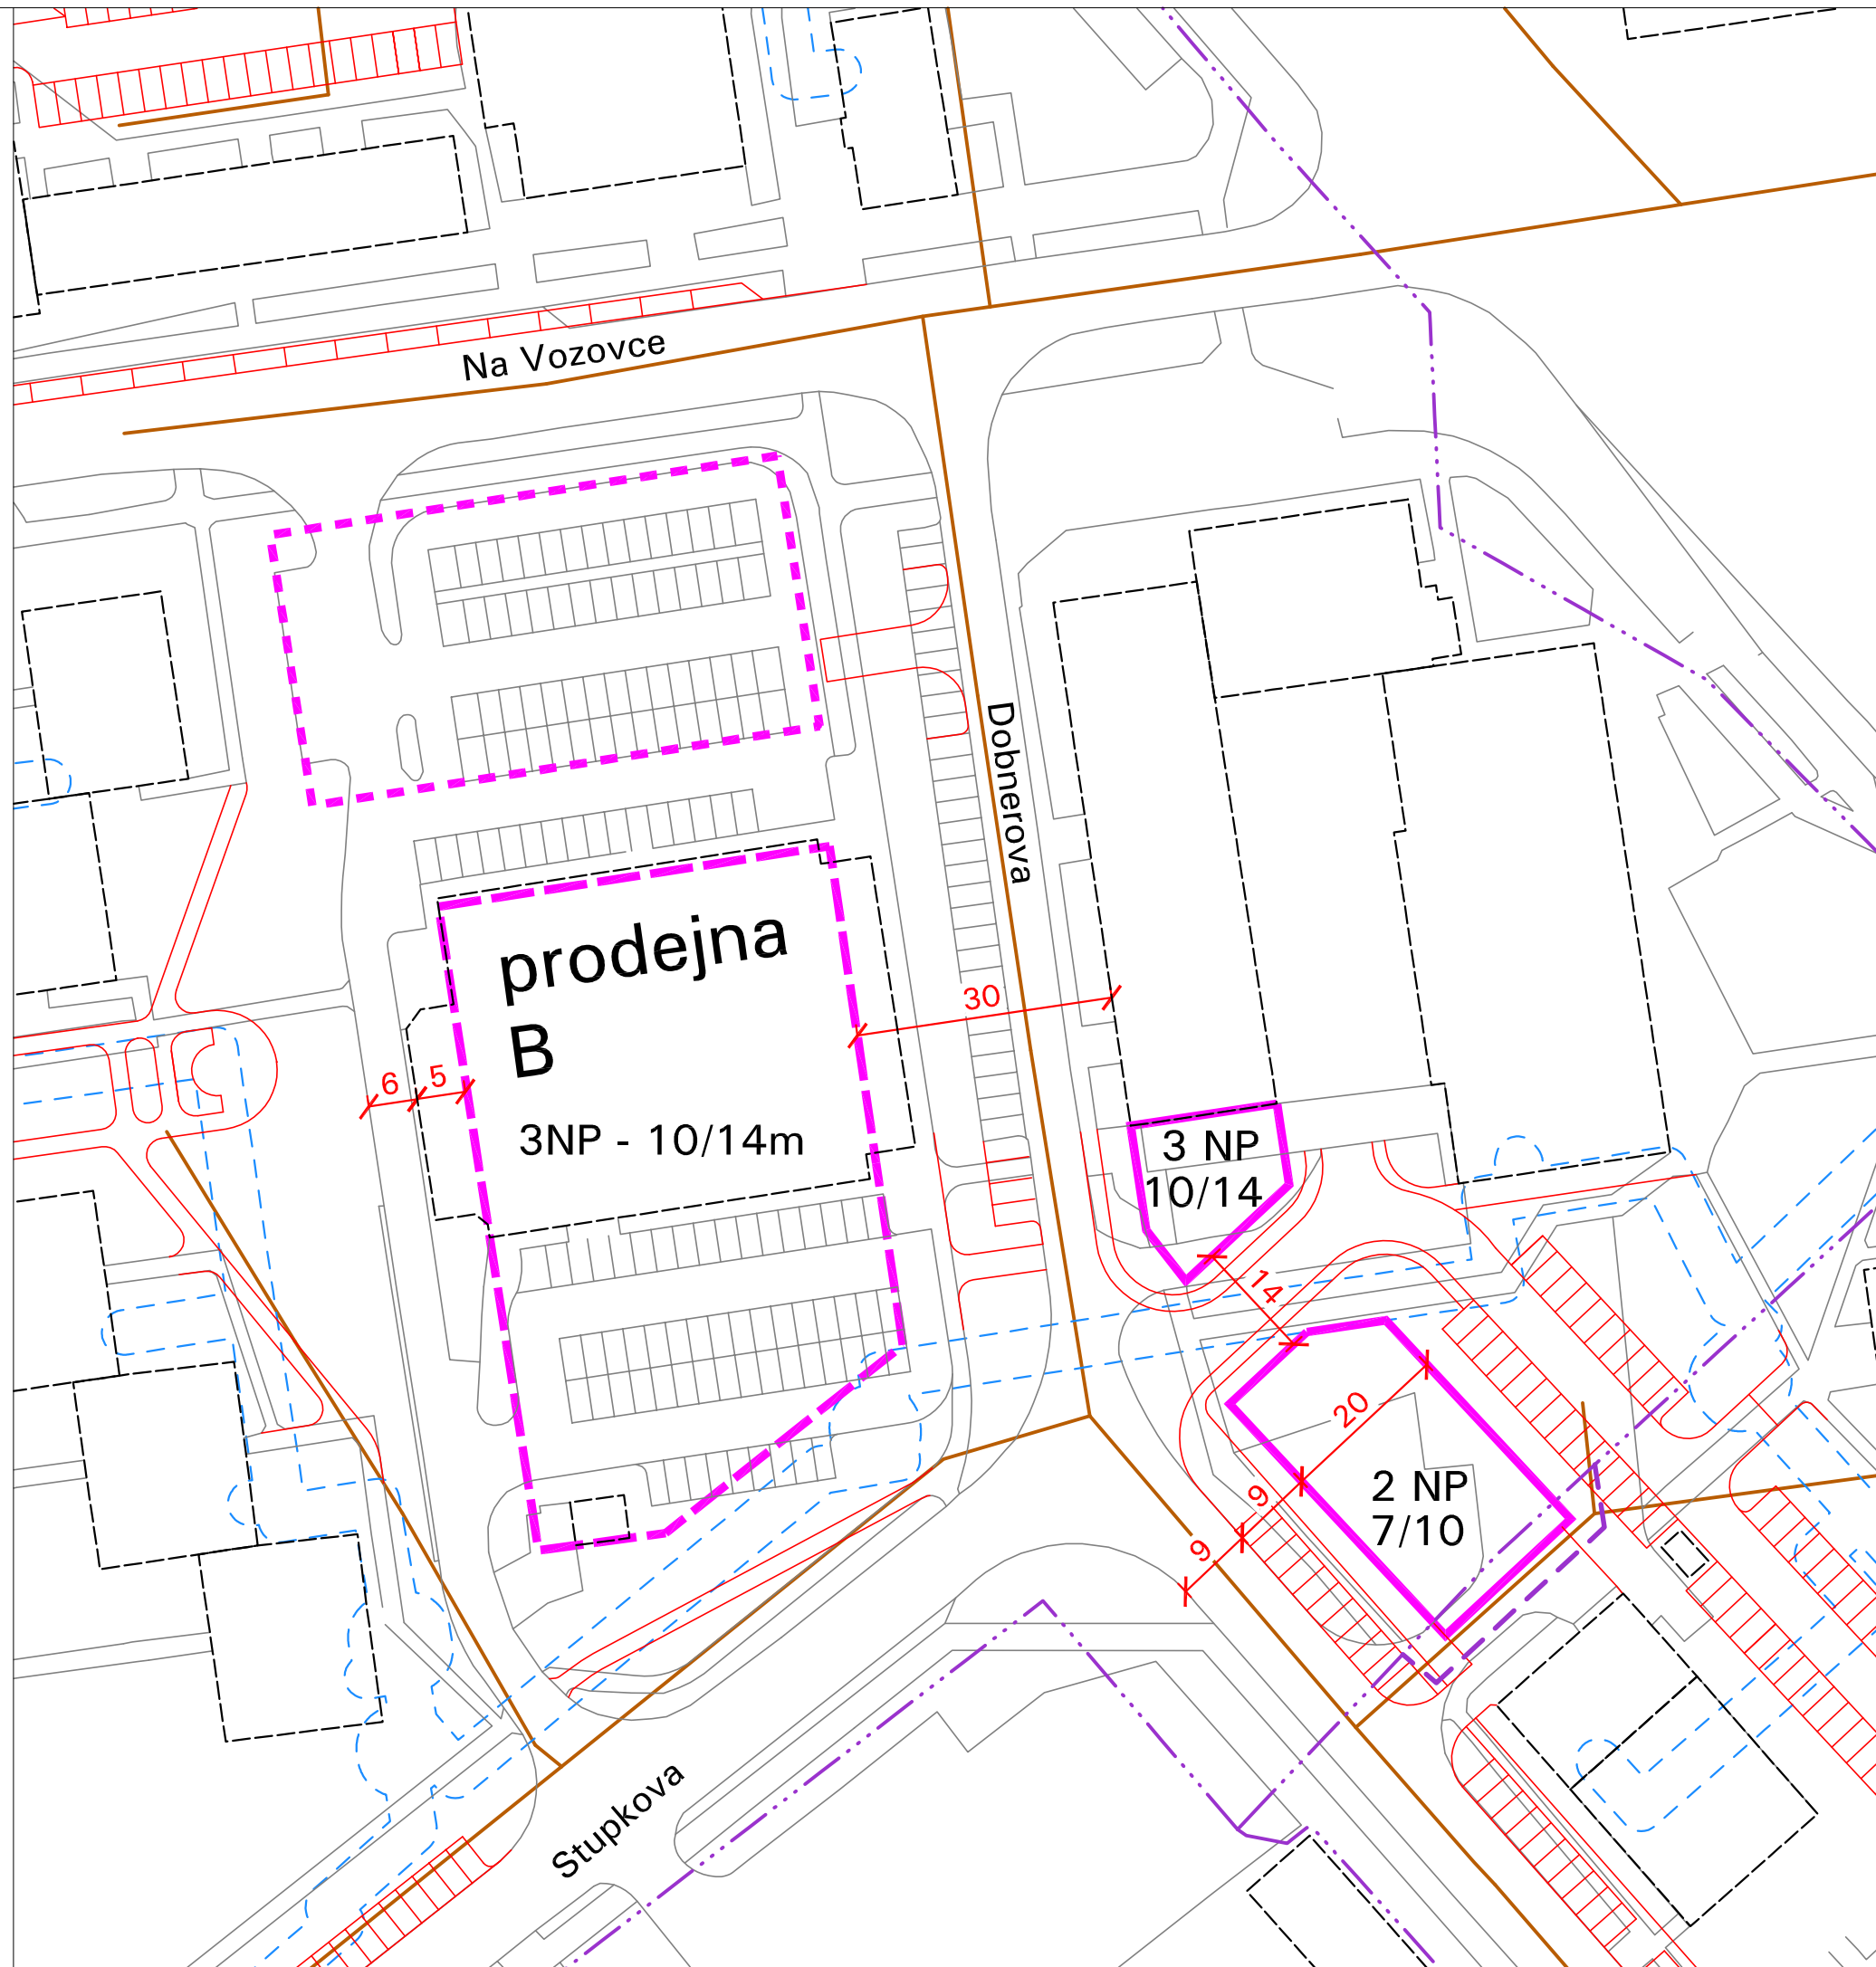 Na Vozovce
Dobnerova
prodejna
B
30
6
5
3NP - 10/14m
3 NP
10/14
14
20
9
2 NP
7/10
9
Stupkova